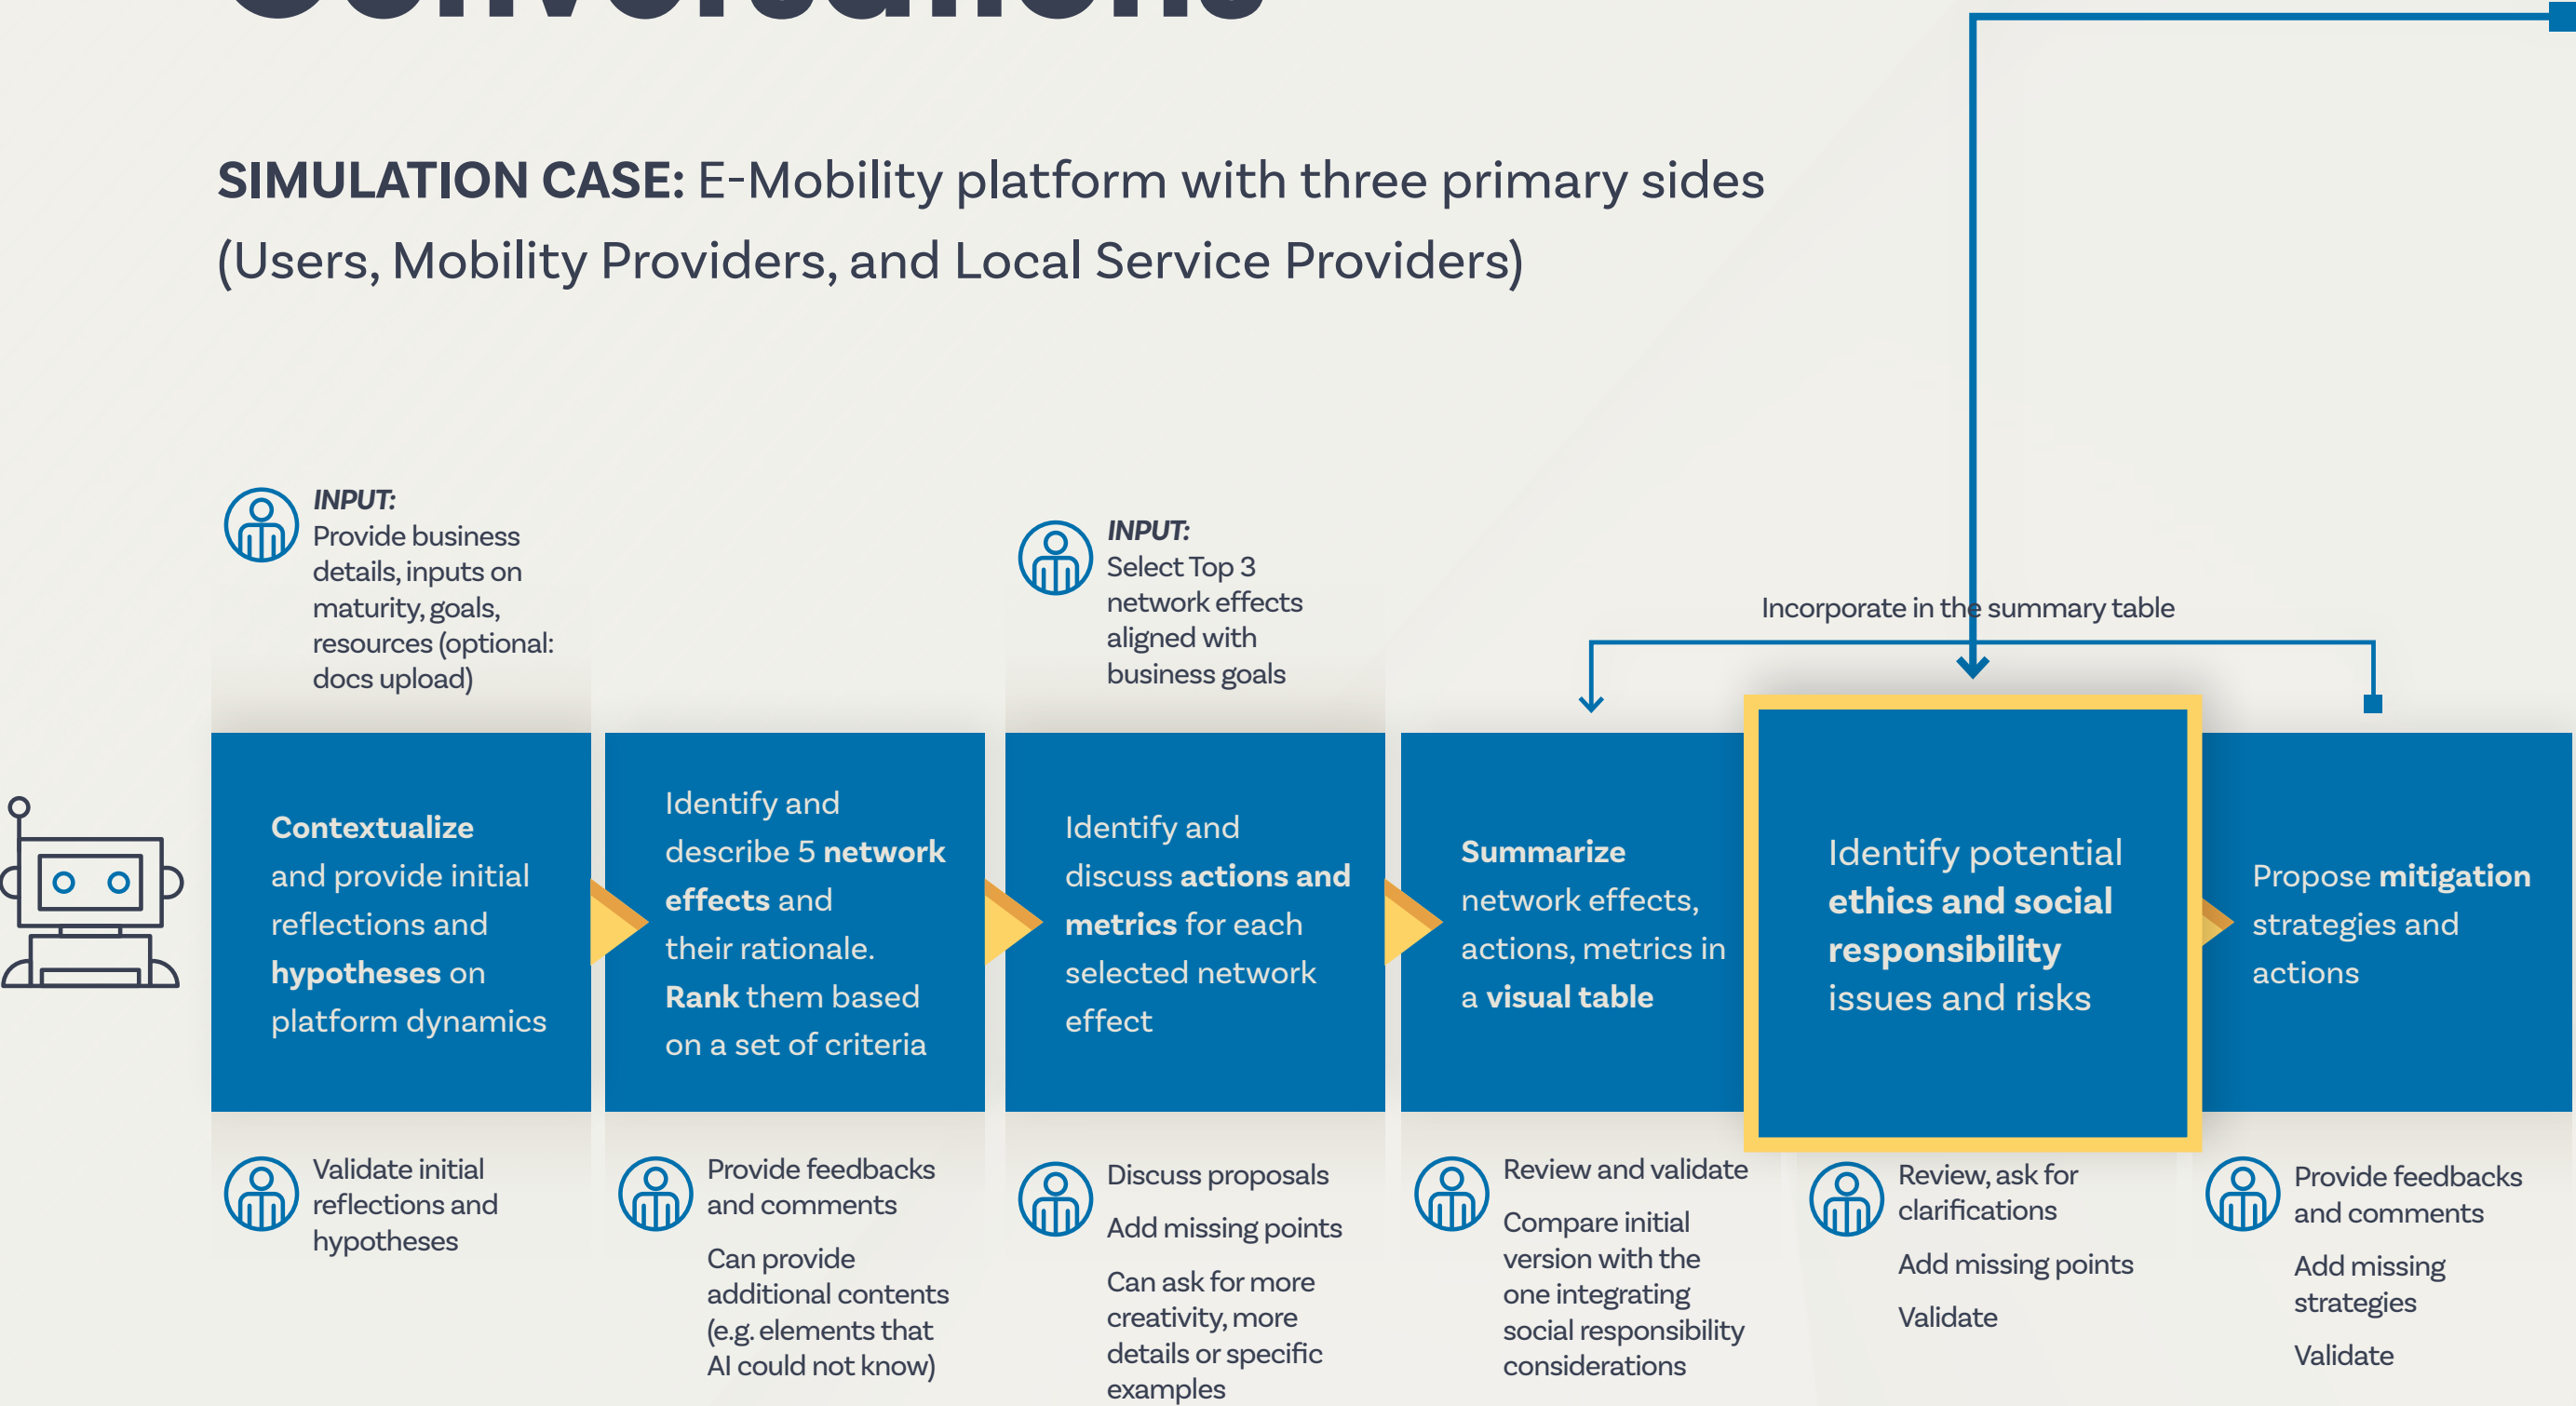 Conversations
SIMULATION CASE: E-Mobility platform with three primary sides
(Users, Mobility Providers, and Local Service Providers)
INPUT:
Provide business
details, inputs on
maturity, goals,
resources (optional:
docs upload)
INPUT:
Select Top 3
network effects
aligned with
business goals
Incorporate in the summary table
Contextualize
and provide initial
reflections and
hypotheses on
platform dynamics
Identify and
describe 5 network
effects and
their rationale.
Rank them based
on a set of criteria
Identify and
discuss actions and
metrics for each
selected network
effect
Summarize
network effects,
actions, metrics in
a visual table
Identify potential
ethics and social
responsibility
issues and risks
Propose mitigation
strategies and
actions
Validate initial
reflections and
hypotheses
Provide feedbacks
and comments
Can provide
additional contents
(e.g. elements that
AI could not know)
Discuss proposals
Add missing points
Can ask for more
creativity, more
details or specific
examples
Review and validate
Compare initial
version with the
one integrating
social responsibility
considerations
Review, ask for
clarifications
Add missing points
Validate
Provide feedbacks
and comments
Add missing
strategies
Validate